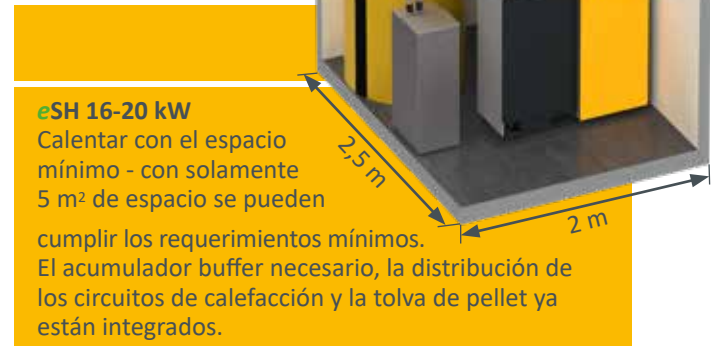 eSH 16-20 kW
Calentar con el espacio
mínimo - con solamente
5 m² de espacio se pueden
cumplir los requerimientos mínimos.
El acumulador buffer necesario, la distribución de
los circuitos de calefacción y la tolva de pellet ya
están integrados.
2,5 m
2 m